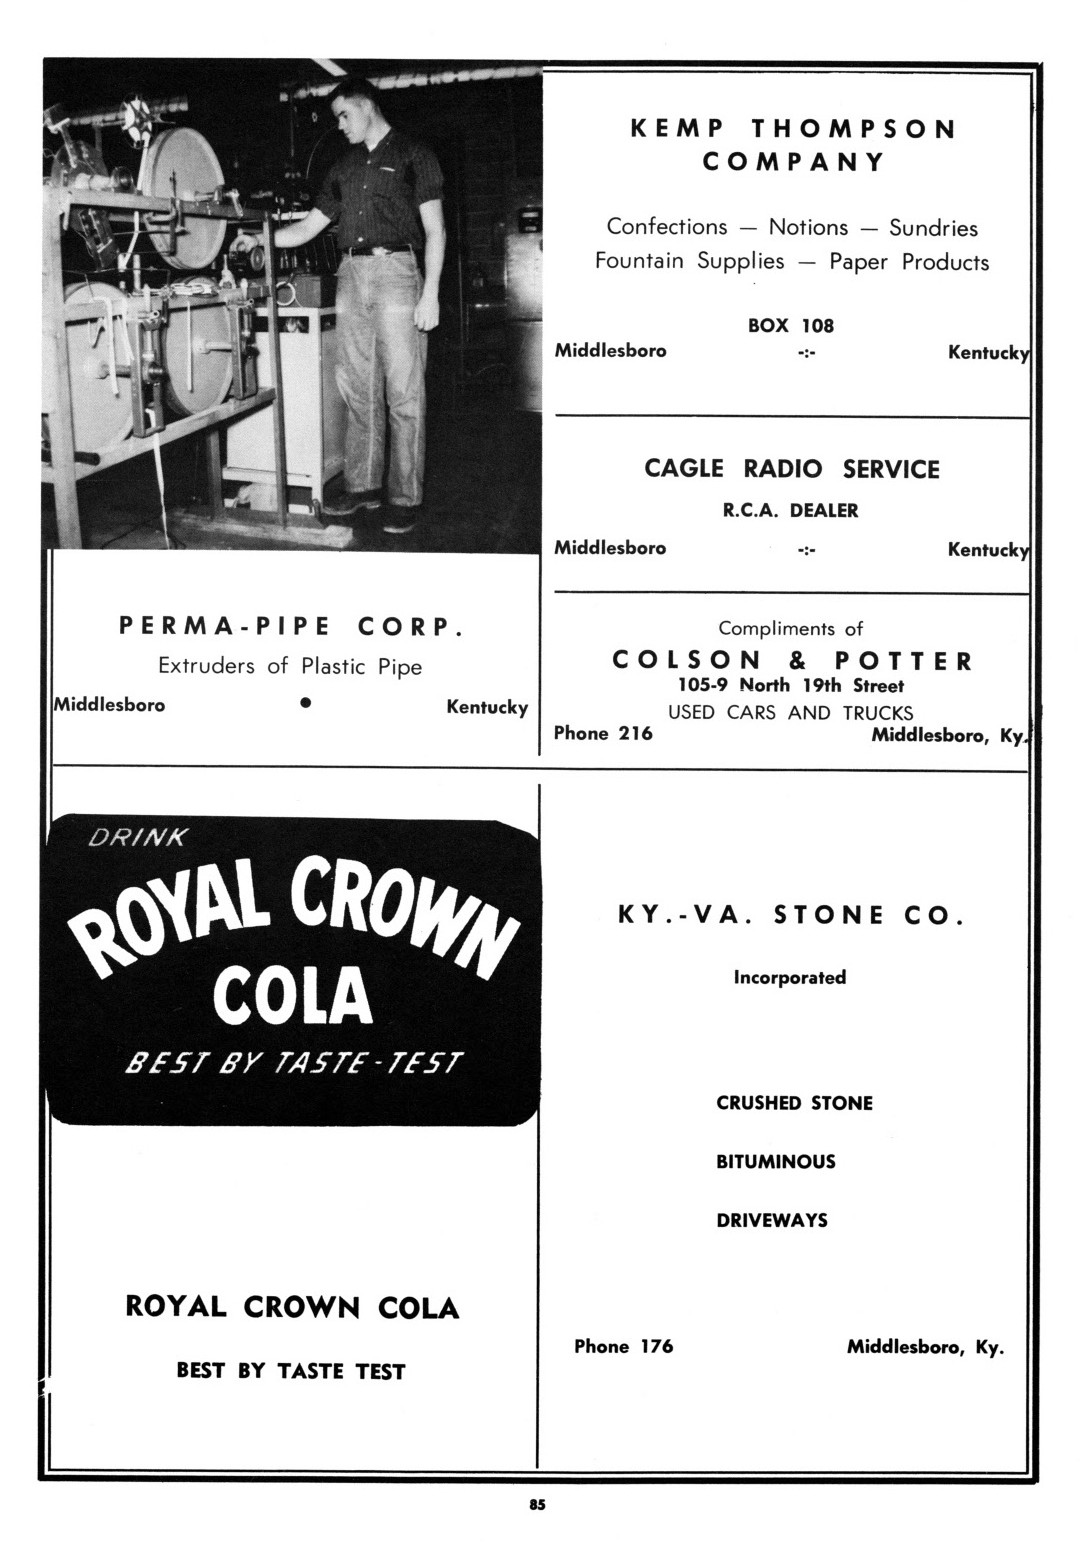 KEMP THOMPSON
COMPANY
Confections — Notions — Sundries
Fountain Supplies — Paper Products
BOX 108
Middlesboro -:- Kentucky
CAGLE RADIO SERVICE
R.C.A. DEALER
Middlesboro -:- Kentucky
PERMA-PIPE CORP.
Extruders of Plastic Pipe
Middlesboro ● Kentucky
Compliments of
COLSON & POTTER
105-9 North 19th Street
USED CARS AND TRUCKS
Phone 216 Middlesboro, Ky.
DRINK
ROYAL CROWN
COLA
BEST BY TASTE-TEST
ROYAL CROWN COLA
BEST BY TASTE TEST
KY.-VA. STONE CO.
Incorporated
CRUSHED STONE
BITUMINOUS
DRIVEWAYS
Phone 176 Middlesboro, Ky.
85